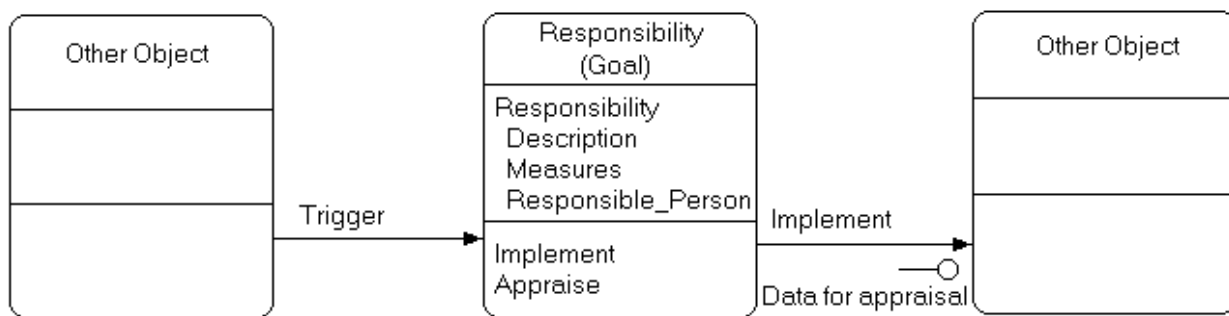 Other Object
Responsibility
(Goal)
Responsibility
Description
Measures
Responsible_Person
Implement
Appraise
Trigger
Implement
Data for appraisal
Other Object